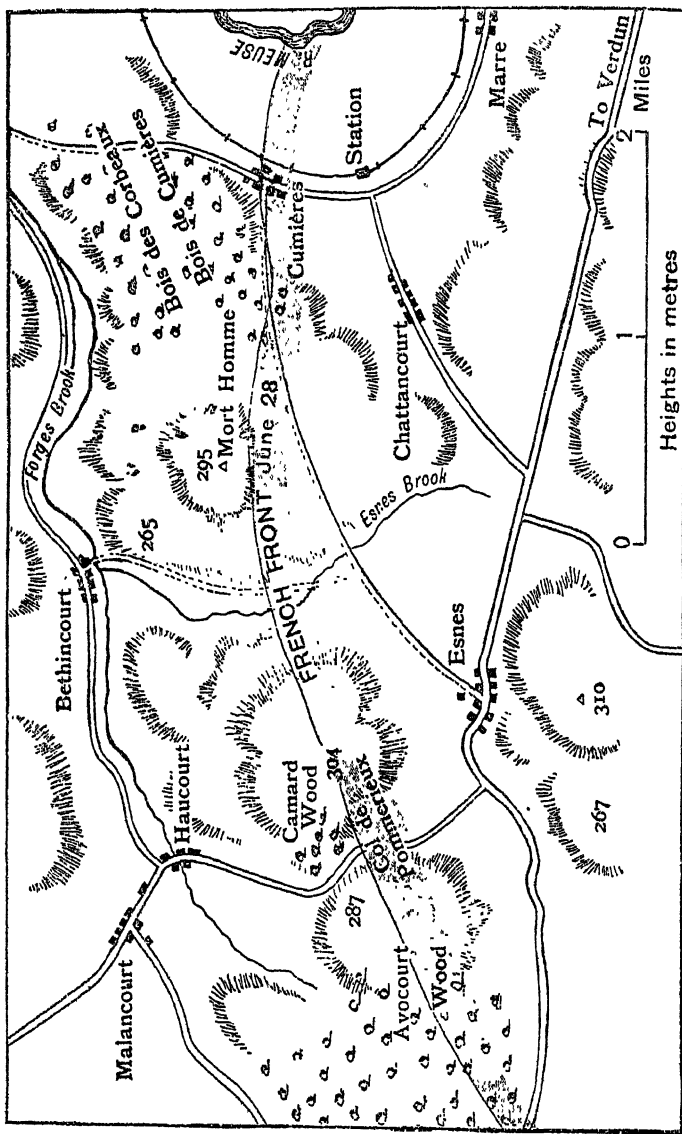 Malancourt
Haucourt
Bethincourt
Forges Brook
265
295
Mort Homme
Bois des Corbeaux
Bois de Cumières
R. MEUSE
Camard
Wood
304
287
Col de
Pommerieux
Avocourt
Wood
FRENCH FRONT June 28
Cumières
Esnes Brook
Station
Chattancourt
Marre
Esnes
310
267
To Verdun
0 1 2 Miles
Heights in metres